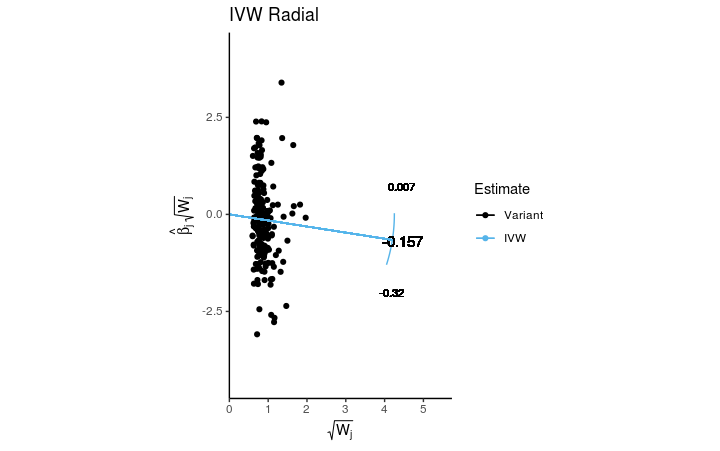 IVW Radial
2.5
0.0
-2.5
β̂j√Wj
0.007
-0.157
-0.32
0 1 2 3 4 5
√Wj
Estimate
Variant
IVW